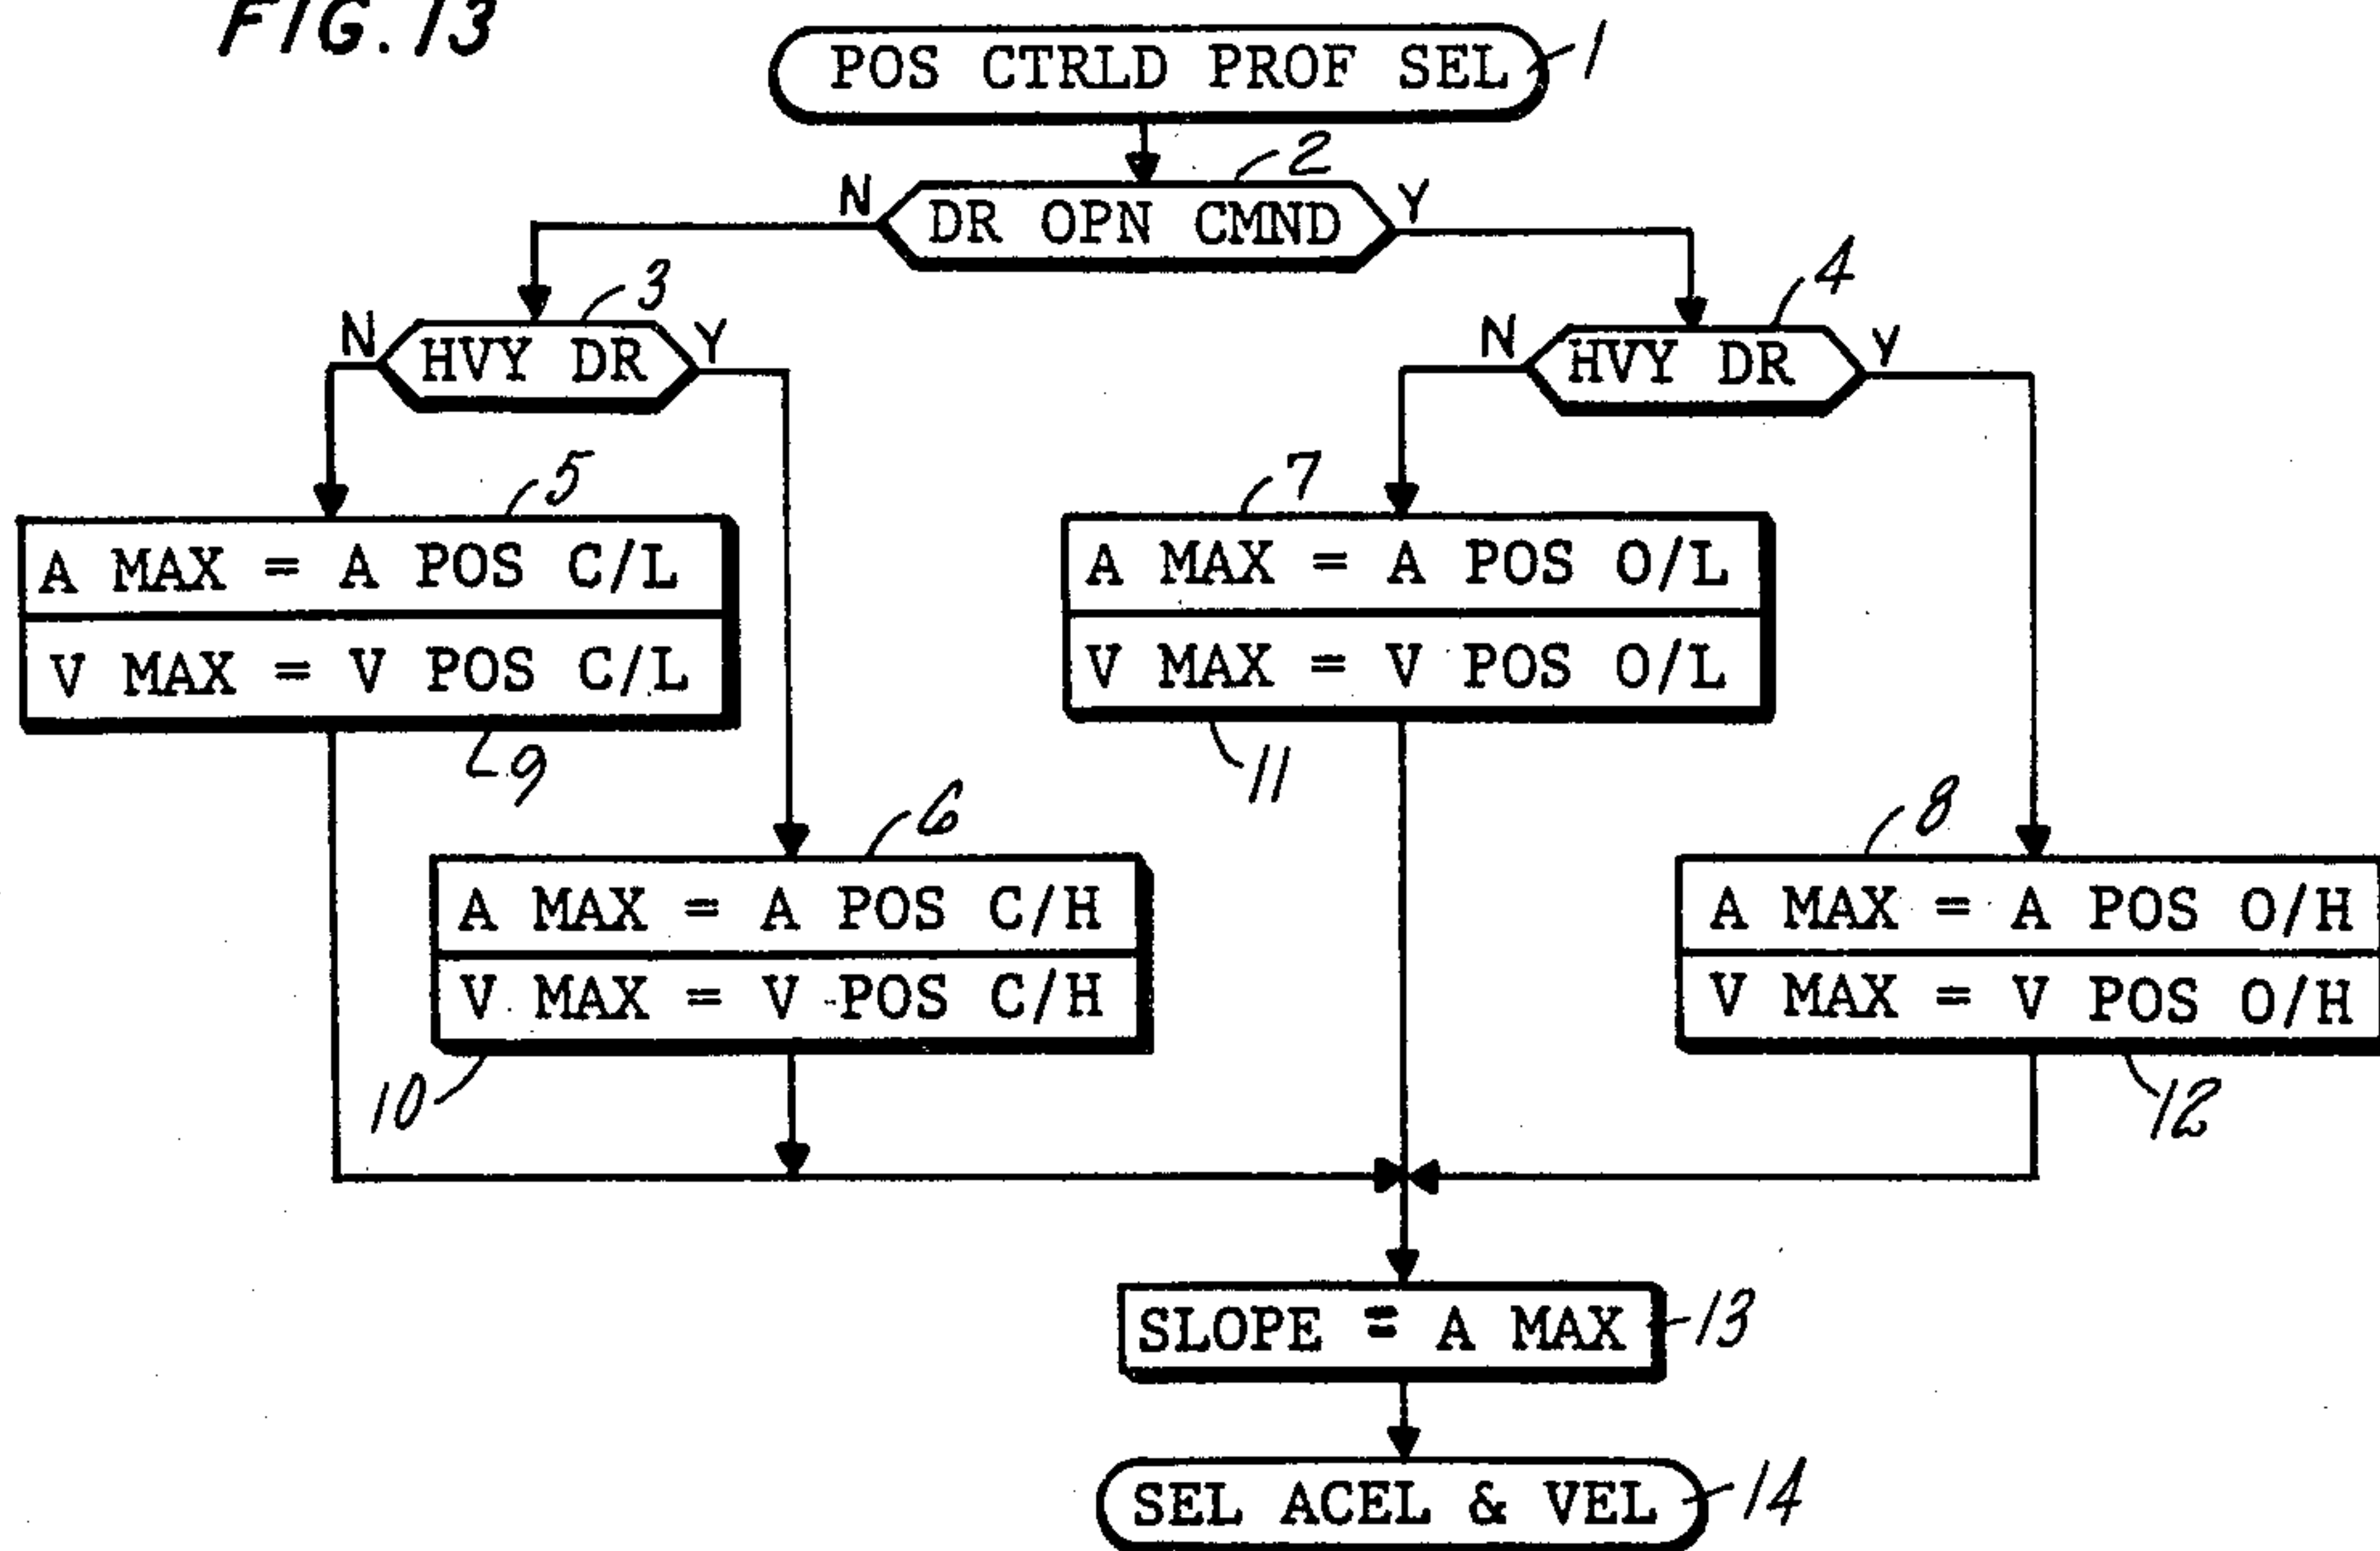 FIG. 13
POS CTRLD PROF SEL
1
2
N
DR OPN CMND
Y
3
N
HVY DR
Y
4
N
HVY DR
Y
5
A MAX = A POS C/L
V MAX = V POS C/L
9
7
A MAX = A POS O/L
V MAX = V POS O/L
11
6
A MAX = A POS C/H
V MAX = V POS C/H
10
8
A MAX = A POS O/H
V MAX = V POS O/H
12
SLOPE = A MAX
13
SEL ACEL & VEL
14